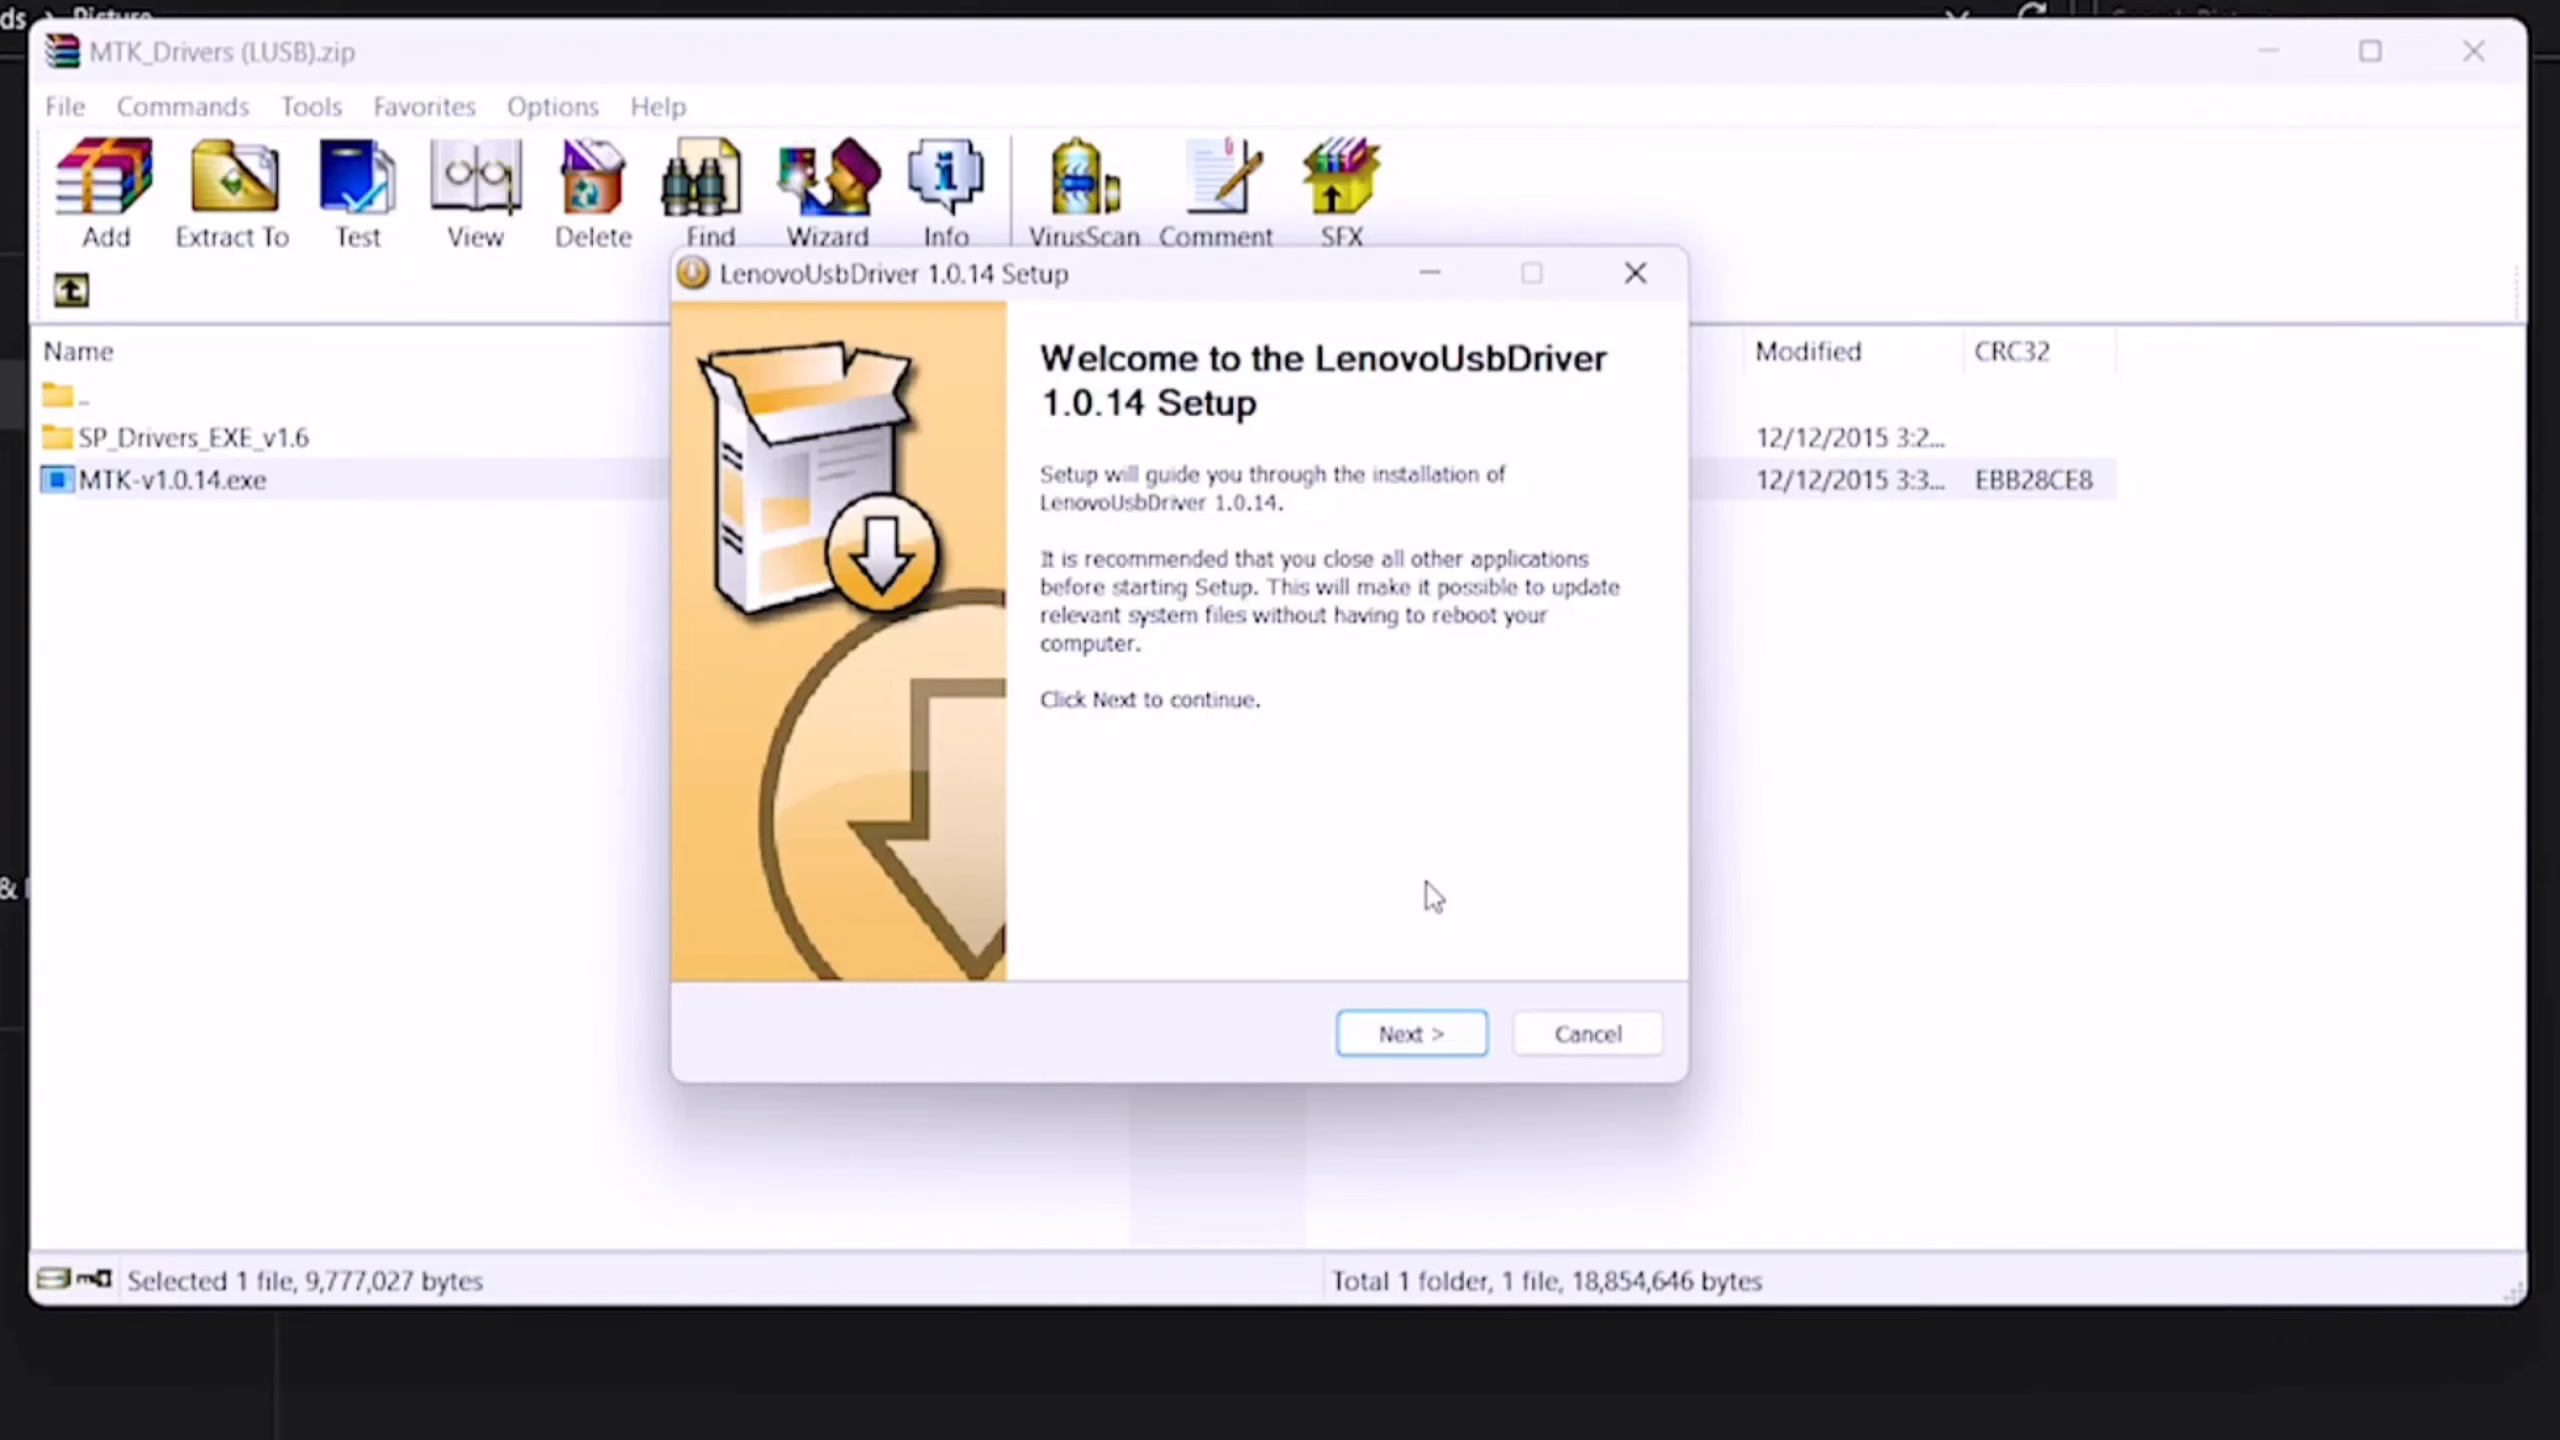 ds > Picture
MTK_Drivers (LUSB).zip
File Commands Tools Favorites Options Help
Add Extract To Test View Delete Find Wizard Info VirusScan Comment SFX
LenovoUsbDriver 1.0.14 Setup
Name Modified CRC32
..
SP_Drivers_EXE_v1.6 12/12/2015 3:2...
MTK-v1.0.14.exe 12/12/2015 3:3... EBB28CE8
Welcome to the LenovoUsbDriver
1.0.14 Setup
Setup will guide you through the installation of
LenovoUsbDriver 1.0.14.
It is recommended that you close all other applications
before starting Setup. This will make it possible to update
relevant system files without having to reboot your
computer.
Click Next to continue.
&
Next > Cancel
Selected 1 file, 9,777,027 bytes Total 1 folder, 1 file, 18,854,646 bytes